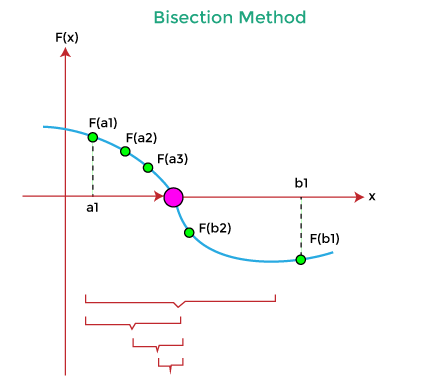 Bisection Method
F(x)
F(a1)
F(a2)
F(a3)
b1
x
a1
F(b2)
F(b1)